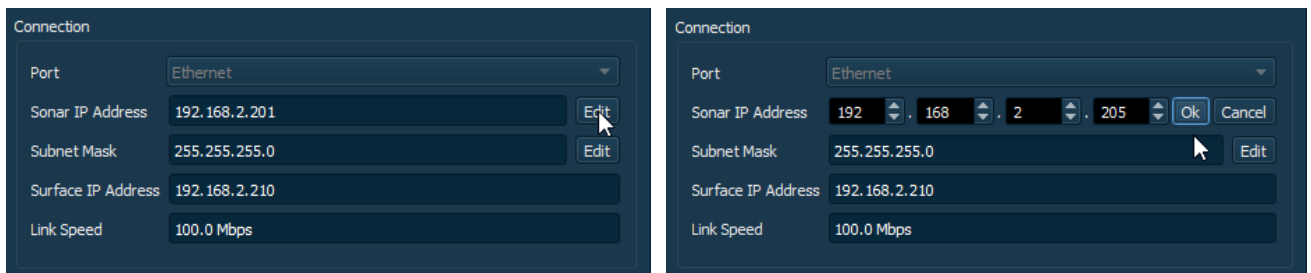 Connection
Port Ethernet
Sonar IP Address 192.168.2.201 Edit
Subnet Mask 255.255.255.0 Edit
Surface IP Address 192.168.2.210
Link Speed 100.0 Mbps
Connection
Port Ethernet
Sonar IP Address 192 . 168 . 2 . 205 Ok Cancel
Subnet Mask 255.255.255.0 Edit
Surface IP Address 192.168.2.210
Link Speed 100.0 Mbps